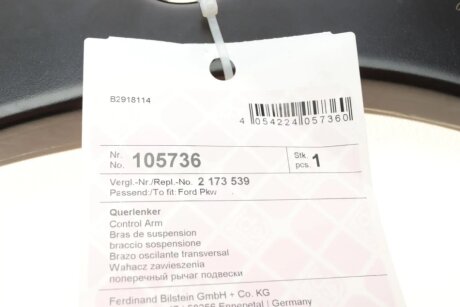 B2918114
4 054224 057360
Nr.
No. 105736
Stk.
pcs. 1
Vergl.-Nr./Repl.-No. 2 173 539
Passend/To fit: Ford Pkw
Querlenker
Control Arm
Bras de suspension
braccio sospensione
Brazo oscilante transversal
Wahacz zawieszenia
поперечный рычаг подвески
Ferdinand Bilstein GmbH + Co. KG
58256 Ennepetal | Germany